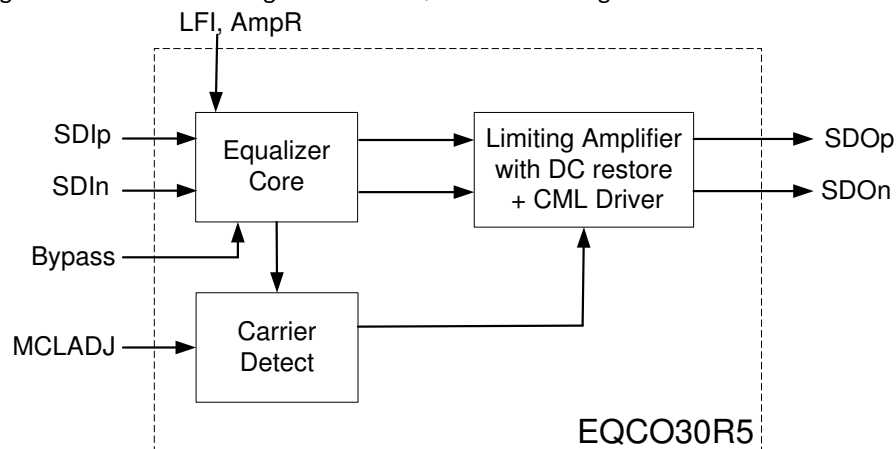 LFI, AmpR
SDIp
SDIn
Equalizer
Core
Limiting Amplifier
with DC restore
+ CML Driver
SDOp
SDOn
Bypass
MCLADJ
Carrier
Detect
EQCO30R5